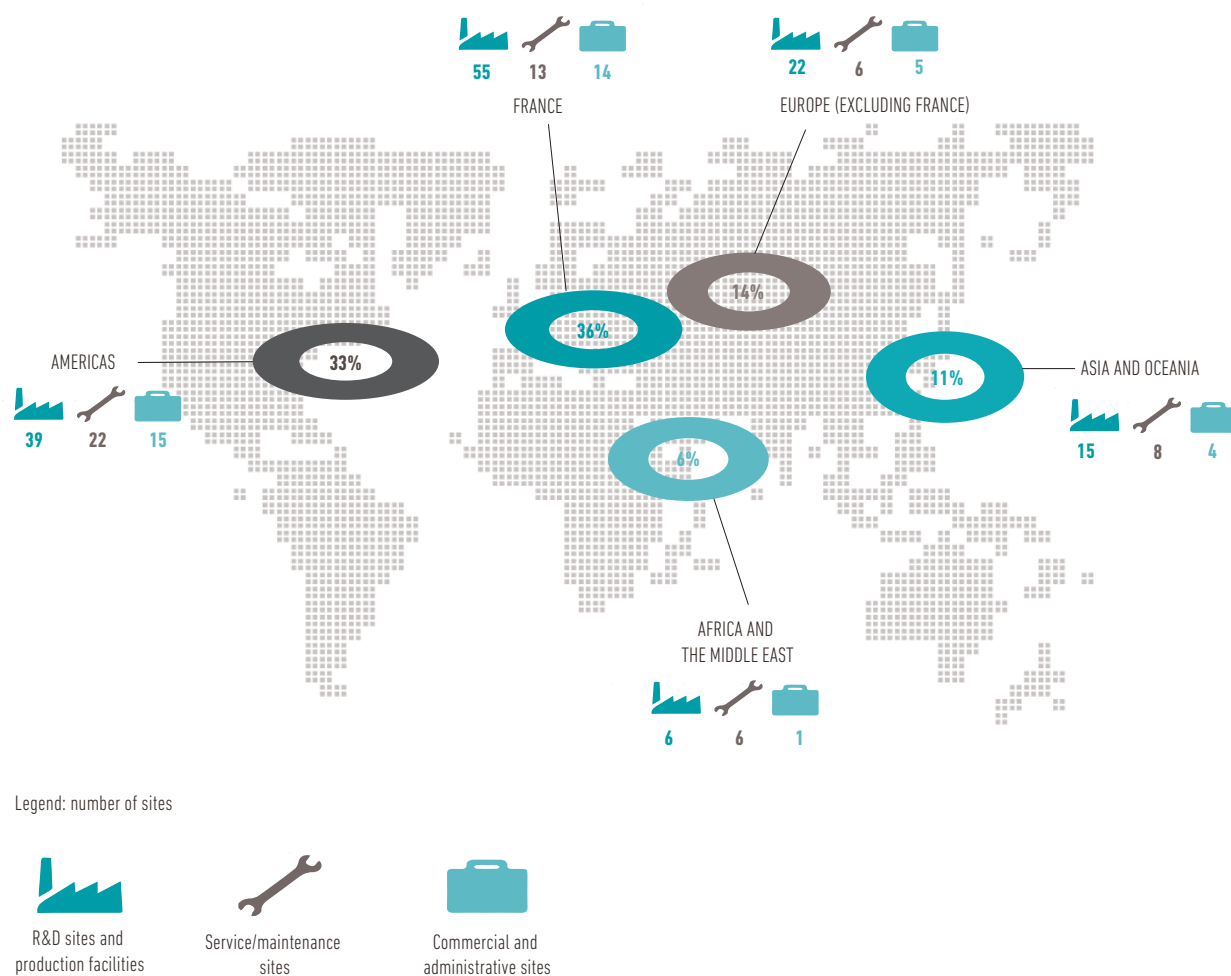 55 13 14
FRANCE
22 6 5
EUROPE (EXCLUDING FRANCE)
14%
36%
33%
AMERICAS
39 22 15
11%
ASIA AND OCEANIA
15 8 4
6%
AFRICA AND
THE MIDDLE EAST
6 6 1
Legend: number of sites
R&D sites and
production facilities
Service/maintenance
sites
Commercial and
administrative sites